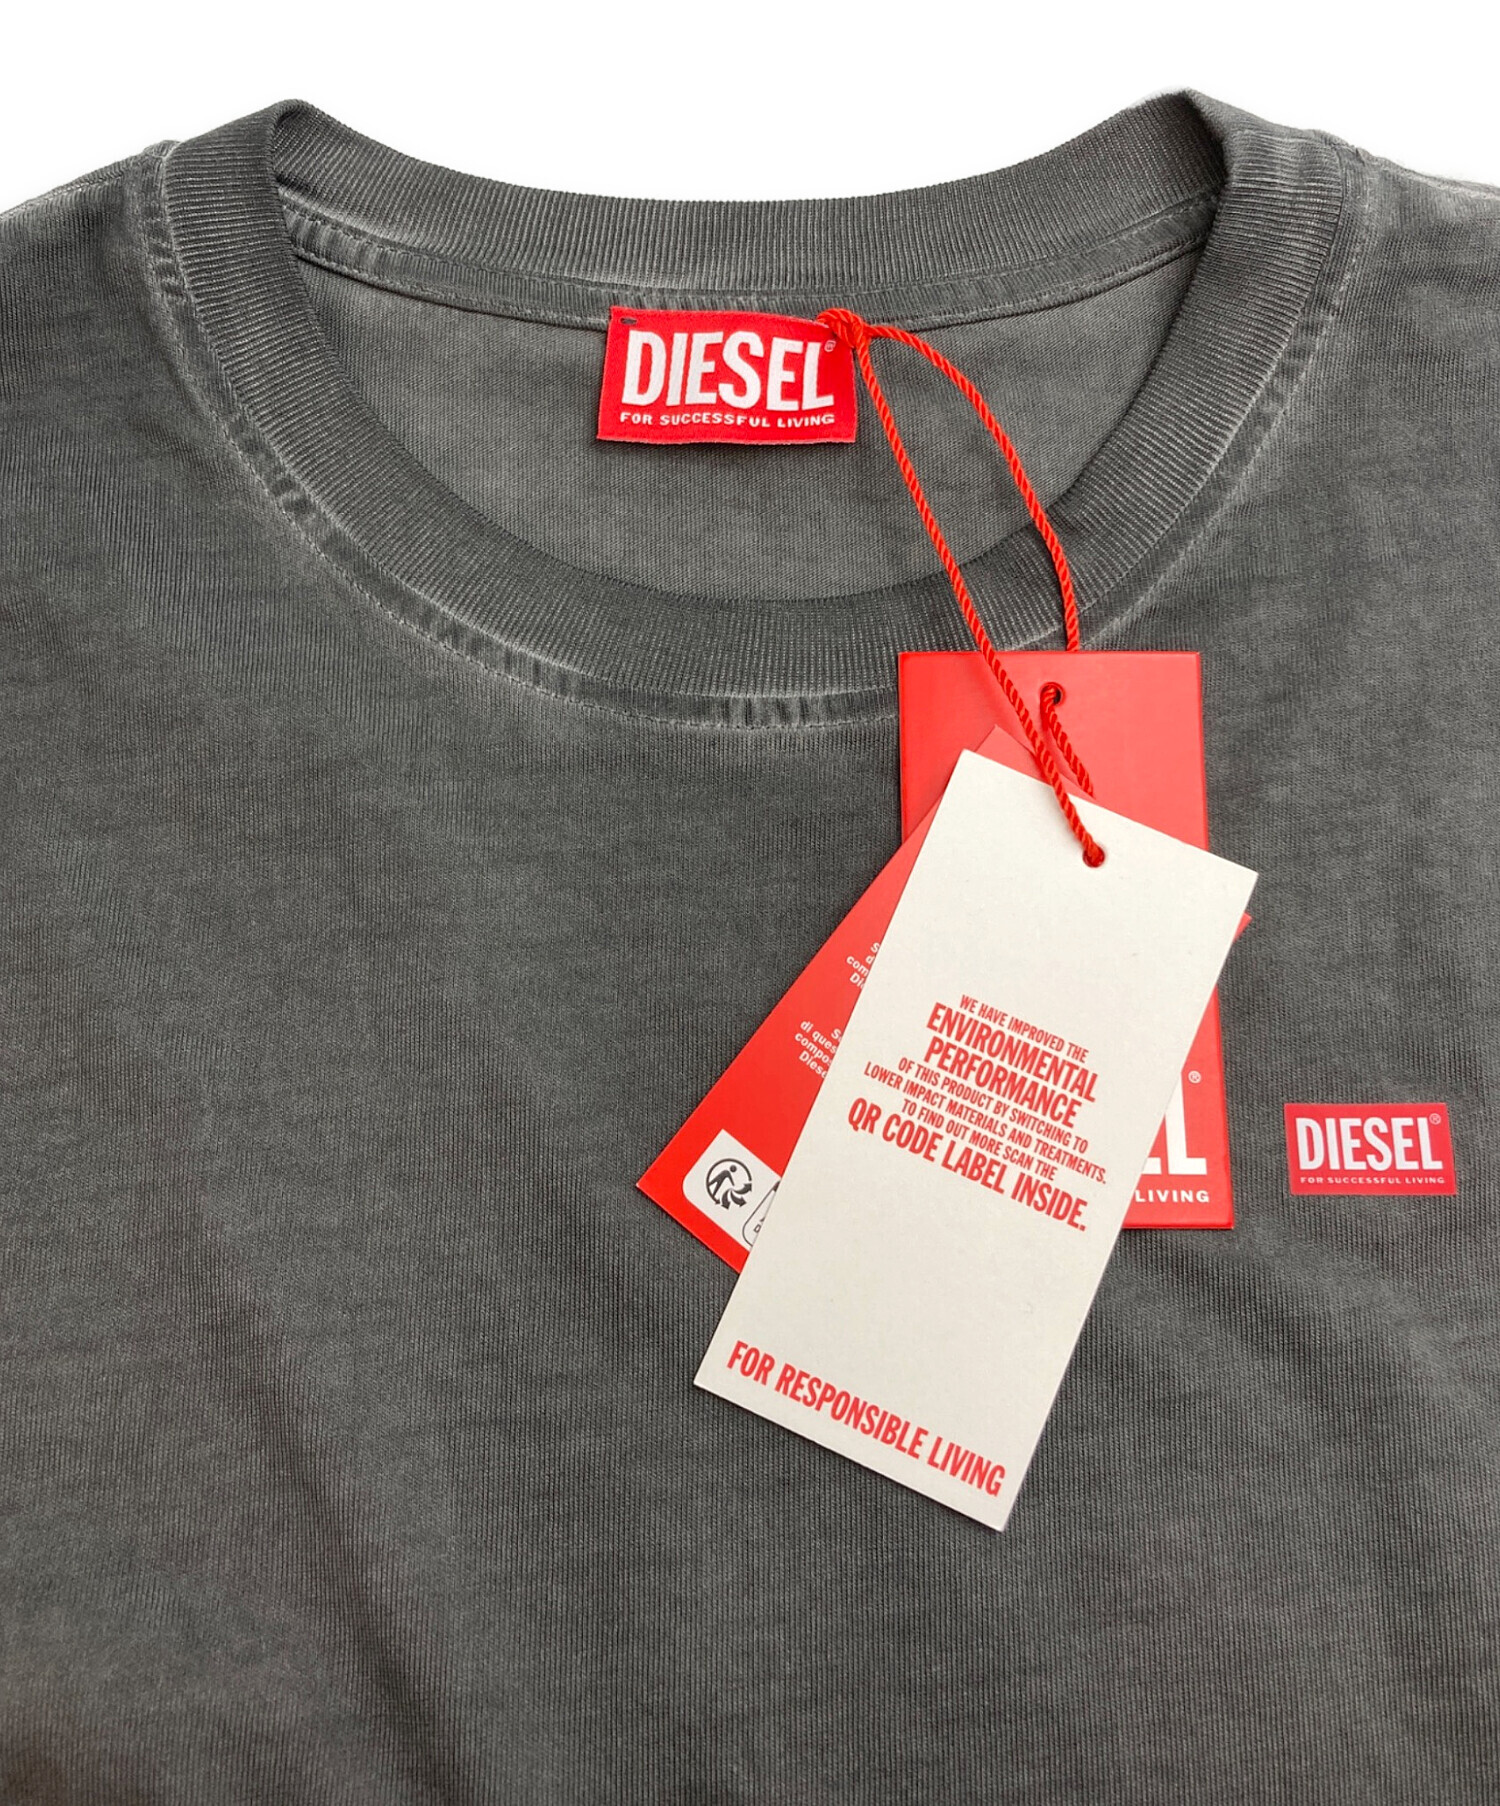 DIESEL®
FOR SUCCESSFUL LIVING
WE HAVE IMPROVED THE
ENVIRONMENTAL
PERFORMANCE
OF THIS PRODUCT BY SWITCHING TO
LOWER IMPACT MATERIALS AND TREATMENTS.
TO FIND OUT MORE SCAN THE
QR CODE LABEL INSIDE.
FOR RESPONSIBLE LIVING
®
LIVING
DIESEL®
FOR SUCCESSFUL LIVING